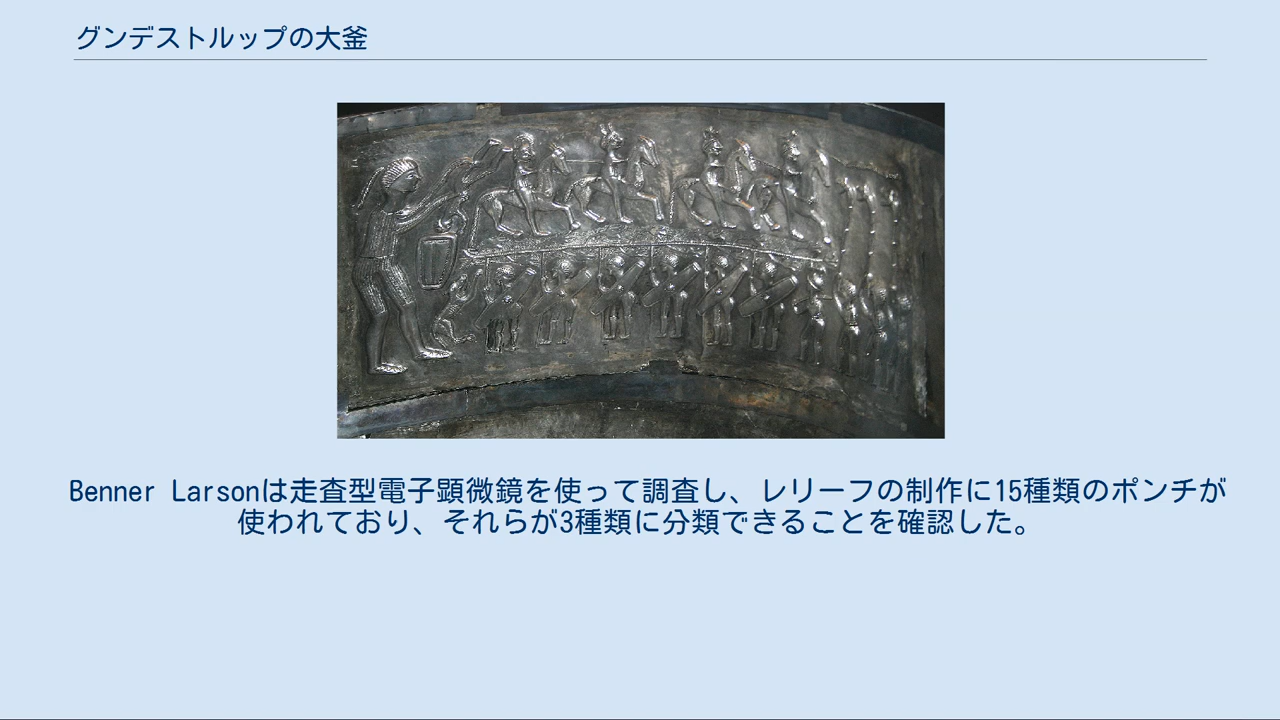 グンデストルップの大釜
Benner Larsonは走査型電子顕微鏡を使って調査し、レリーフの制作に15種類のポンチが
使われており、それらが3種類に分類できることを確認した。